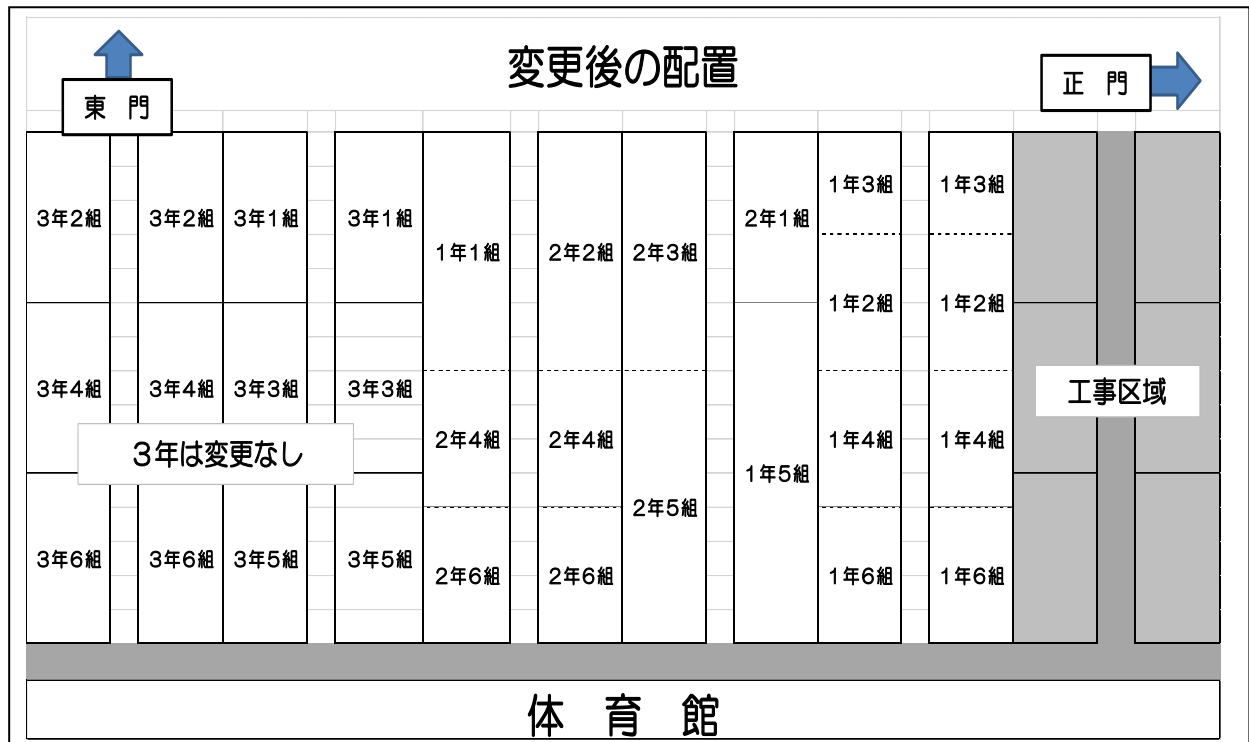 変更後の配置
東 門
正 門
3年2組
3年2組
3年1組
3年1組
1年1組
2年2組
2年3組
2年1組
1年3組
1年3組
1年2組
1年2組
3年4組
3年4組
3年3組
3年3組
工事区域
3年は変更なし
2年4組
2年4組
1年5組
1年4組
1年4組
2年5組
3年6組
3年6組
3年5組
3年5組
2年6組
2年6組
1年6組
1年6組
体 育 館